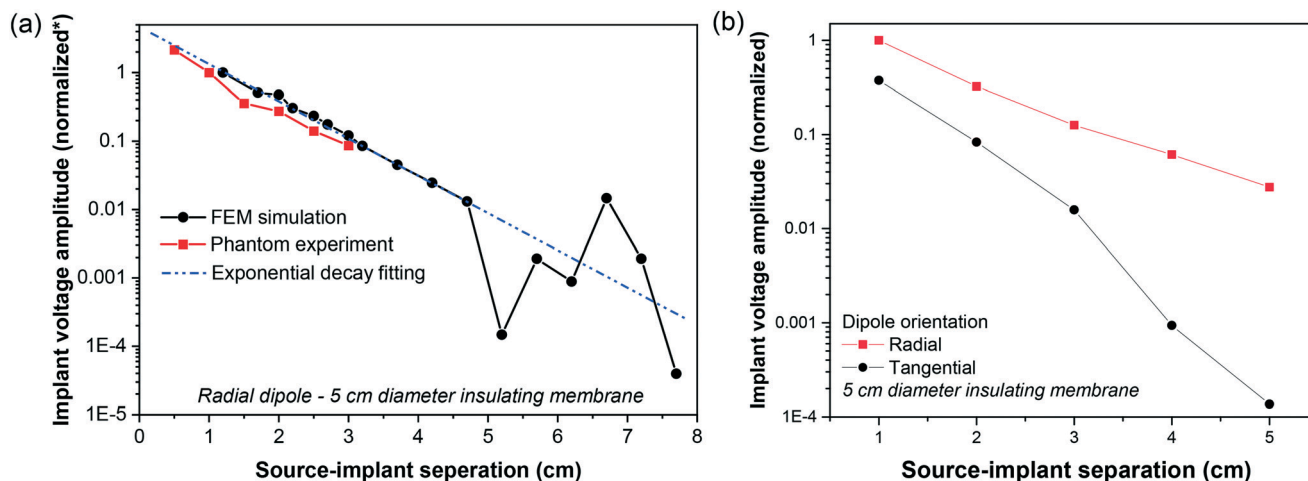 (a)
Implant voltage amplitude (normalized*)
1
0.1
0.01
0.001
1E-4
1E-5
FEM simulation
Phantom experiment
Exponential decay fitting
Radial dipole - 5 cm diameter insulating membrane
0 1 2 3 4 5 6 7 8
Source-implant seperation (cm)
(b)
Implant voltage amplitude (normalized)
1
0.1
0.01
0.001
1E-4
Dipole orientation
Radial
Tangential
5 cm diameter insulating membrane
1 2 3 4 5
Source-implant separation (cm)